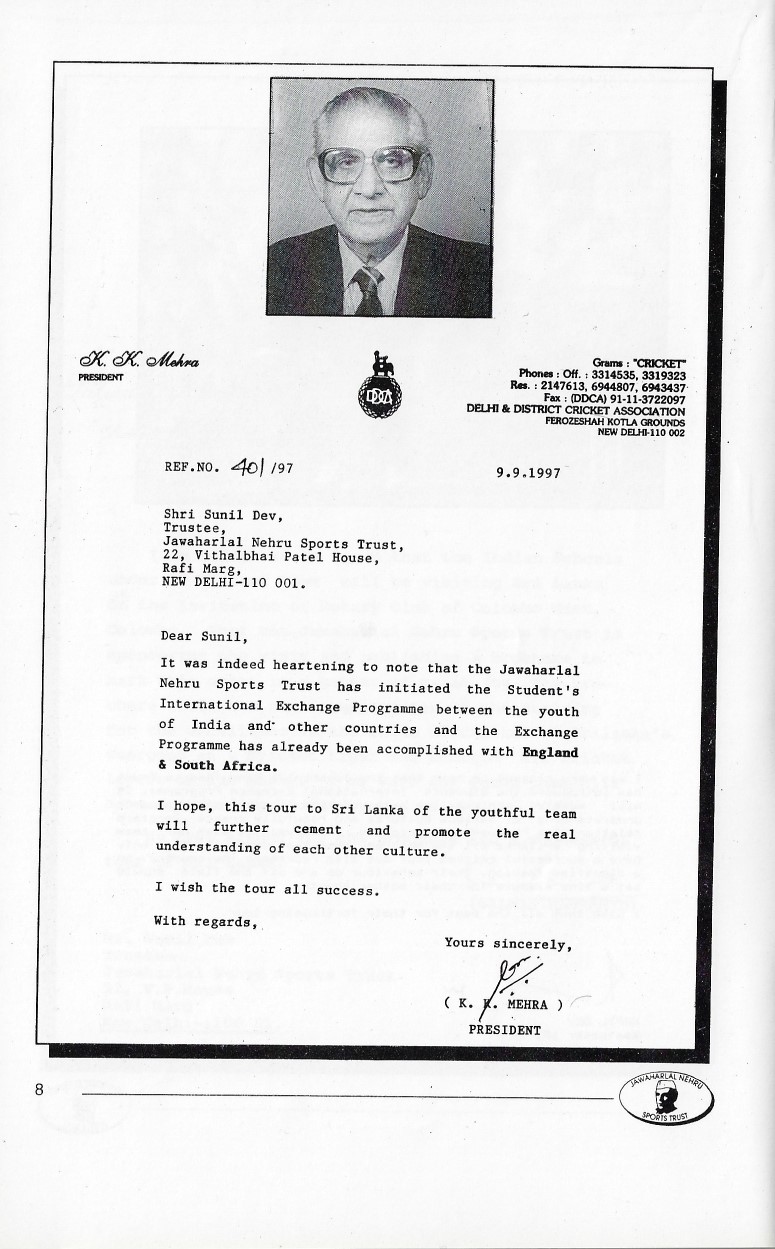 K. K. Mehra
PRESIDENT
DDCA
Grams : "CRICKET"
Phones : Off. : 3314535, 3319323
Res. : 2147613, 6944807, 6943437
Fax : (DDCA) 91-11-3722097
DELHI & DISTRICT CRICKET ASSOCIATION
FEROZESHAH KOTLA GROUNDS
NEW DELHI-110 002
REF.NO. 401/97
9.9.1997
Shri Sunil Dev,
Trustee,
Jawaharlal Nehru Sports Trust,
22, Vithalbhai Patel House,
Rafi Marg,
NEW DELHI-110 001.
Dear Sunil,
It was indeed heartening to note that the Jawaharlal
Nehru Sports Trust has initiated the Student's
International Exchange Programme between the youth
of India and other countries and the Exchange
Programme has already been accomplished with England
& South Africa.
I hope, this tour to Sri Lanka of the youthful team
will further cement and promote the real
understanding of each other culture.
I wish the tour all success.
With regards,
Yours sincerely,
( K. K. MEHRA )
PRESIDENT
8
JAWAHARLAL NEHRU
SPORTS TRUST